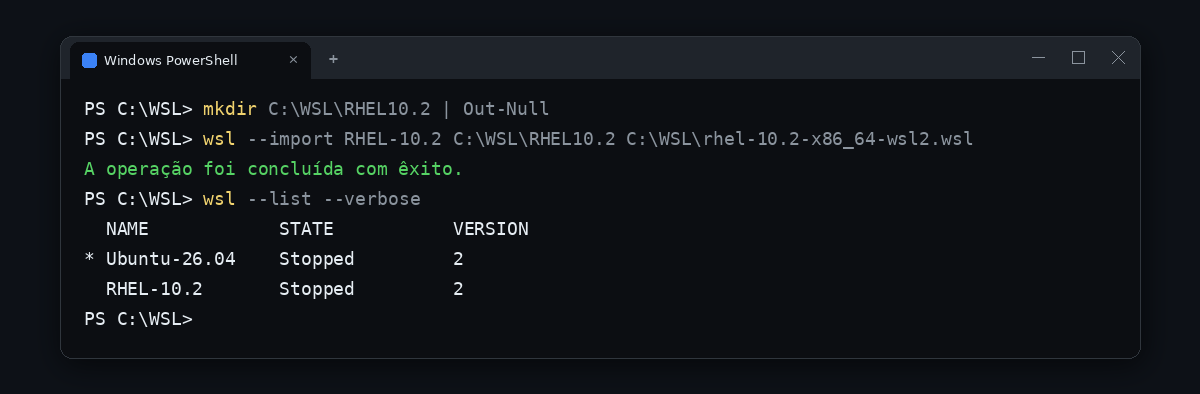 Windows PowerShell × +
PS C:\WSL> mkdir C:\WSL\RHEL10.2 | Out-Null
PS C:\WSL> wsl --import RHEL-10.2 C:\WSL\RHEL10.2 C:\WSL\rhel-10.2-x86_64-wsl2.wsl
A operação foi concluída com êxito.
PS C:\WSL> wsl --list --verbose
  NAME            STATE           VERSION
* Ubuntu-26.04    Stopped         2
  RHEL-10.2       Stopped         2
PS C:\WSL>